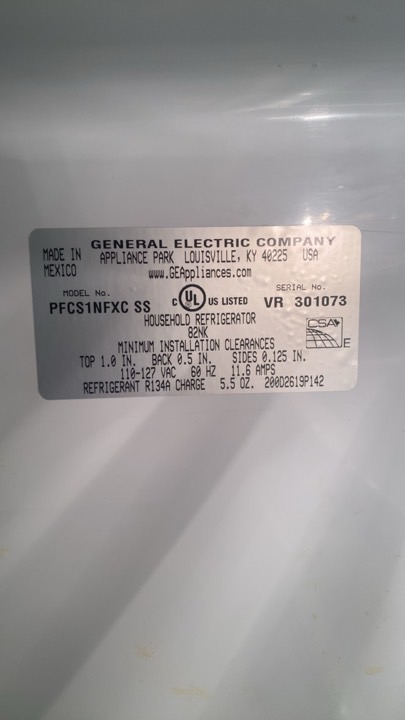 GENERAL ELECTRIC COMPANY
MADE IN MEXICO
APPLIANCE PARK LOUISVILLE, KY 40225 USA
www.GEAppliances.com
MODEL No.
PFCS1NFXC SS
C UL US LISTED
SERIAL No.
VR 301073
HOUSEHOLD REFRIGERATOR
82NK
CSA
E
MINIMUM INSTALLATION CLEARANCES
TOP 1.0 IN. BACK 0.5 IN. SIDES 0.125 IN.
110-127 VAC 60 HZ 11.6 AMPS
REFRIGERANT R134A CHARGE 5.5 OZ. 200D2619P142